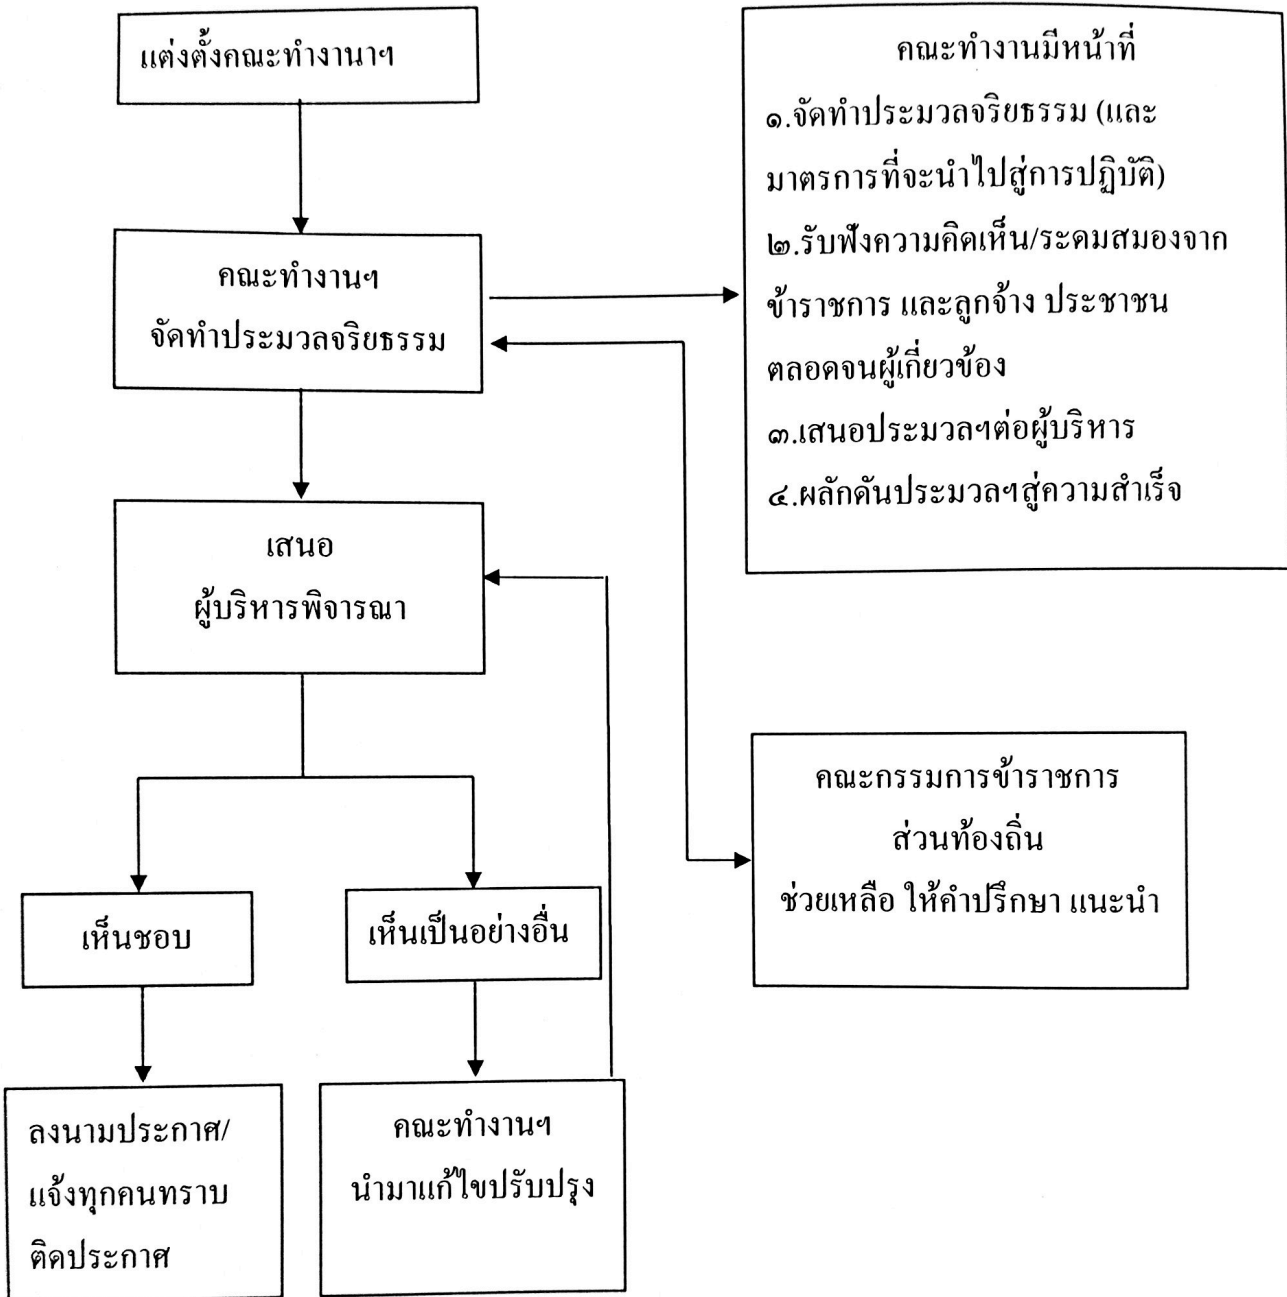 แต่งตั้งคณะทำงานาฯ
คณะทำงานฯ
จัดทำประมวลจริยธรรม
เสนอ
ผู้บริหารพิจารณา
เห็นชอบ
เห็นเป็นอย่างอื่น
ลงนามประกาศ/
แจ้งทุกคนทราบ
ติดประกาศ
คณะทำงานฯ
นำมาแก้ไขปรับปรุง
คณะทำงานมีหน้าที่
๑.จัดทำประมวลจริยธรรม (และ
มาตรการที่จะนำไปสู่การปฏิบัติ)
๒.รับฟังความคิดเห็น/ระดมสมองจาก
ข้าราชการ และลูกจ้าง ประชาชน
ตลอดจนผู้เกี่ยวข้อง
๓.เสนอประมวลฯต่อผู้บริหาร
๔.ผลักดันประมวลฯสู่ความสำเร็จ
คณะกรรมการข้าราชการ
ส่วนท้องถิ่น
ช่วยเหลือ ให้คำปรึกษา แนะนำ